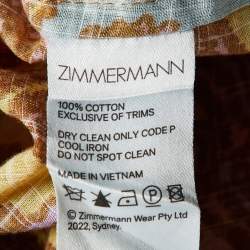 ZIMMERMANN
100% COTTON
EXCLUSIVE OF TRIMS
DRY CLEAN ONLY CODE P
COOL IRON
DO NOT SPOT CLEAN
MADE IN VIETNAM
P
© Zimmermann Wear Pty Ltd
2022, Sydney.